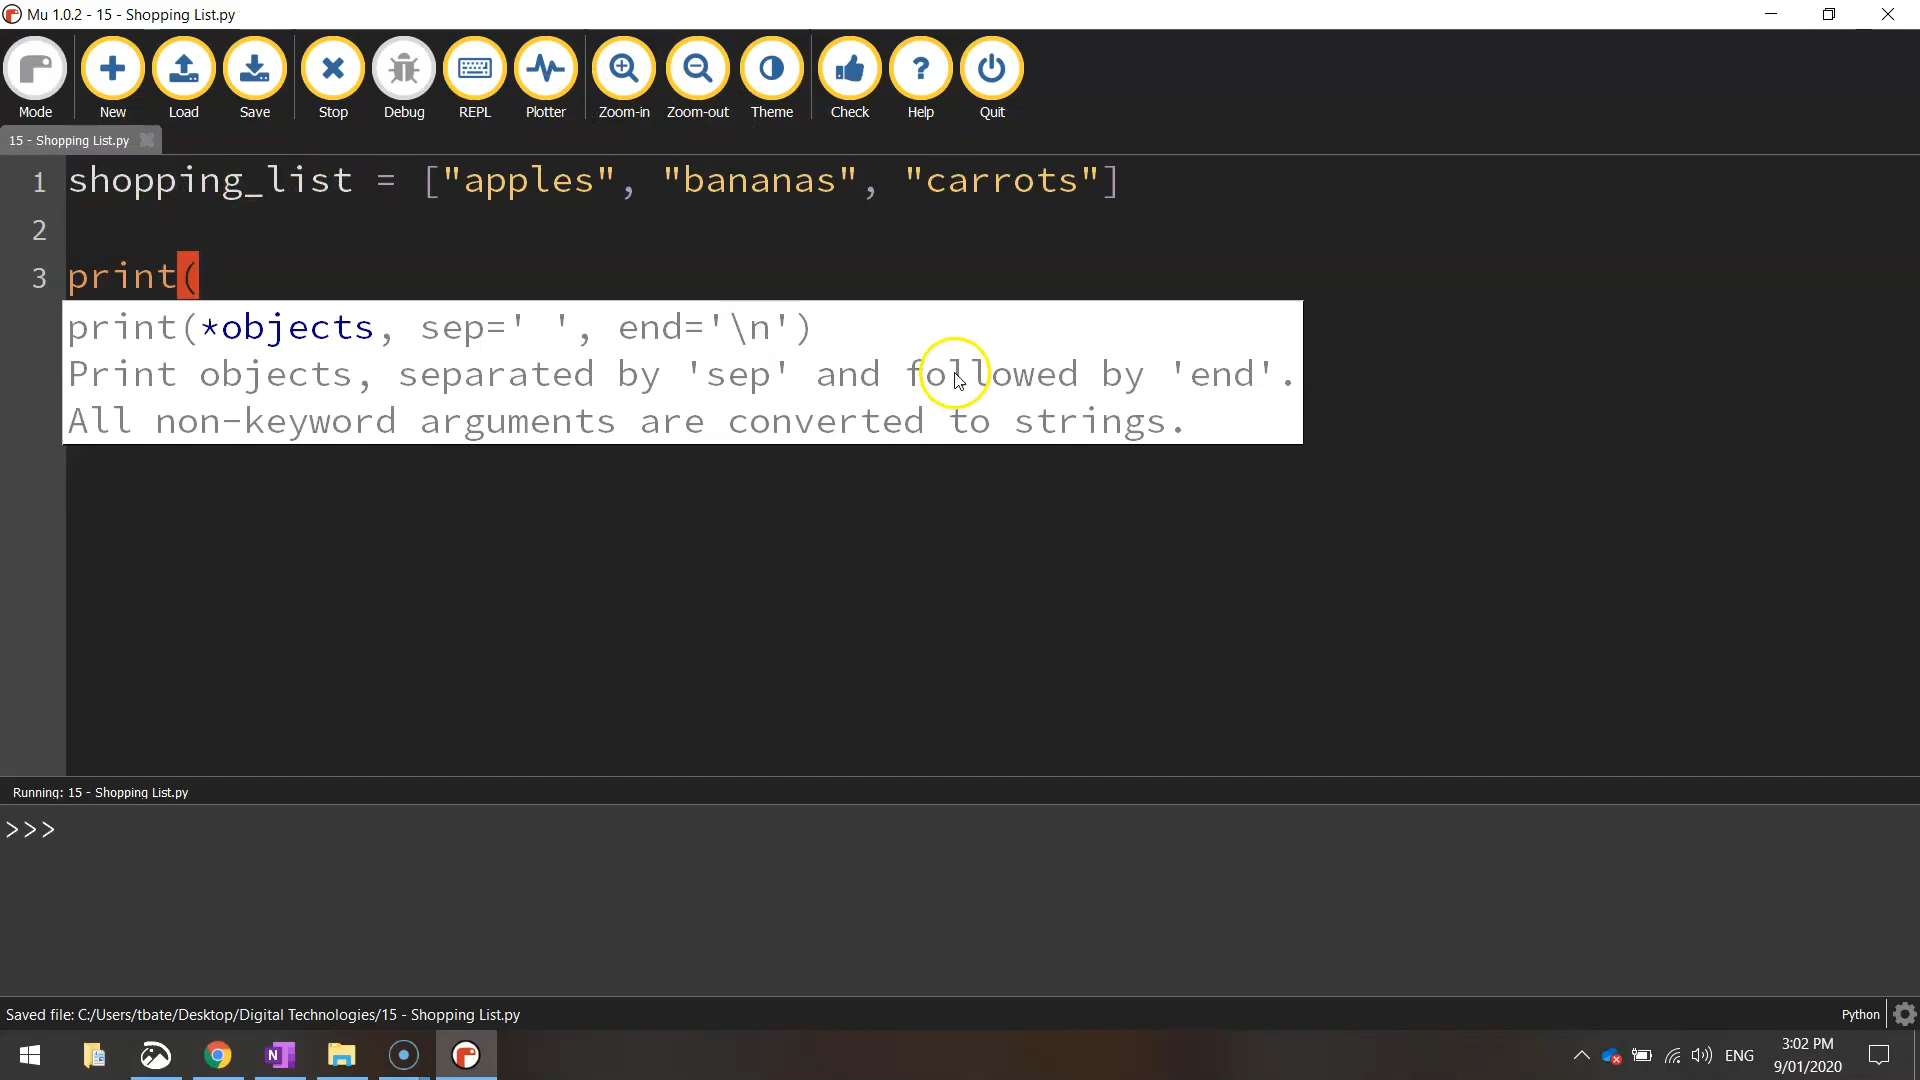 Mu 1.0.2 - 15 - Shopping List.py
Mode New Load Save Stop Debug REPL Plotter Zoom-in Zoom-out Theme Check Help Quit
15 - Shopping List.py
1 shopping_list = ["apples", "bananas", "carrots"]
2
3 print(
print(*objects, sep=' ', end='\n')
Print objects, separated by 'sep' and followed by 'end'.
All non-keyword arguments are converted to strings.
Running: 15 - Shopping List.py
>>>
Saved file: C:/Users/tbate/Desktop/Digital Technologies/15 - Shopping List.py
Python
ENG
3:02 PM
9/01/2020